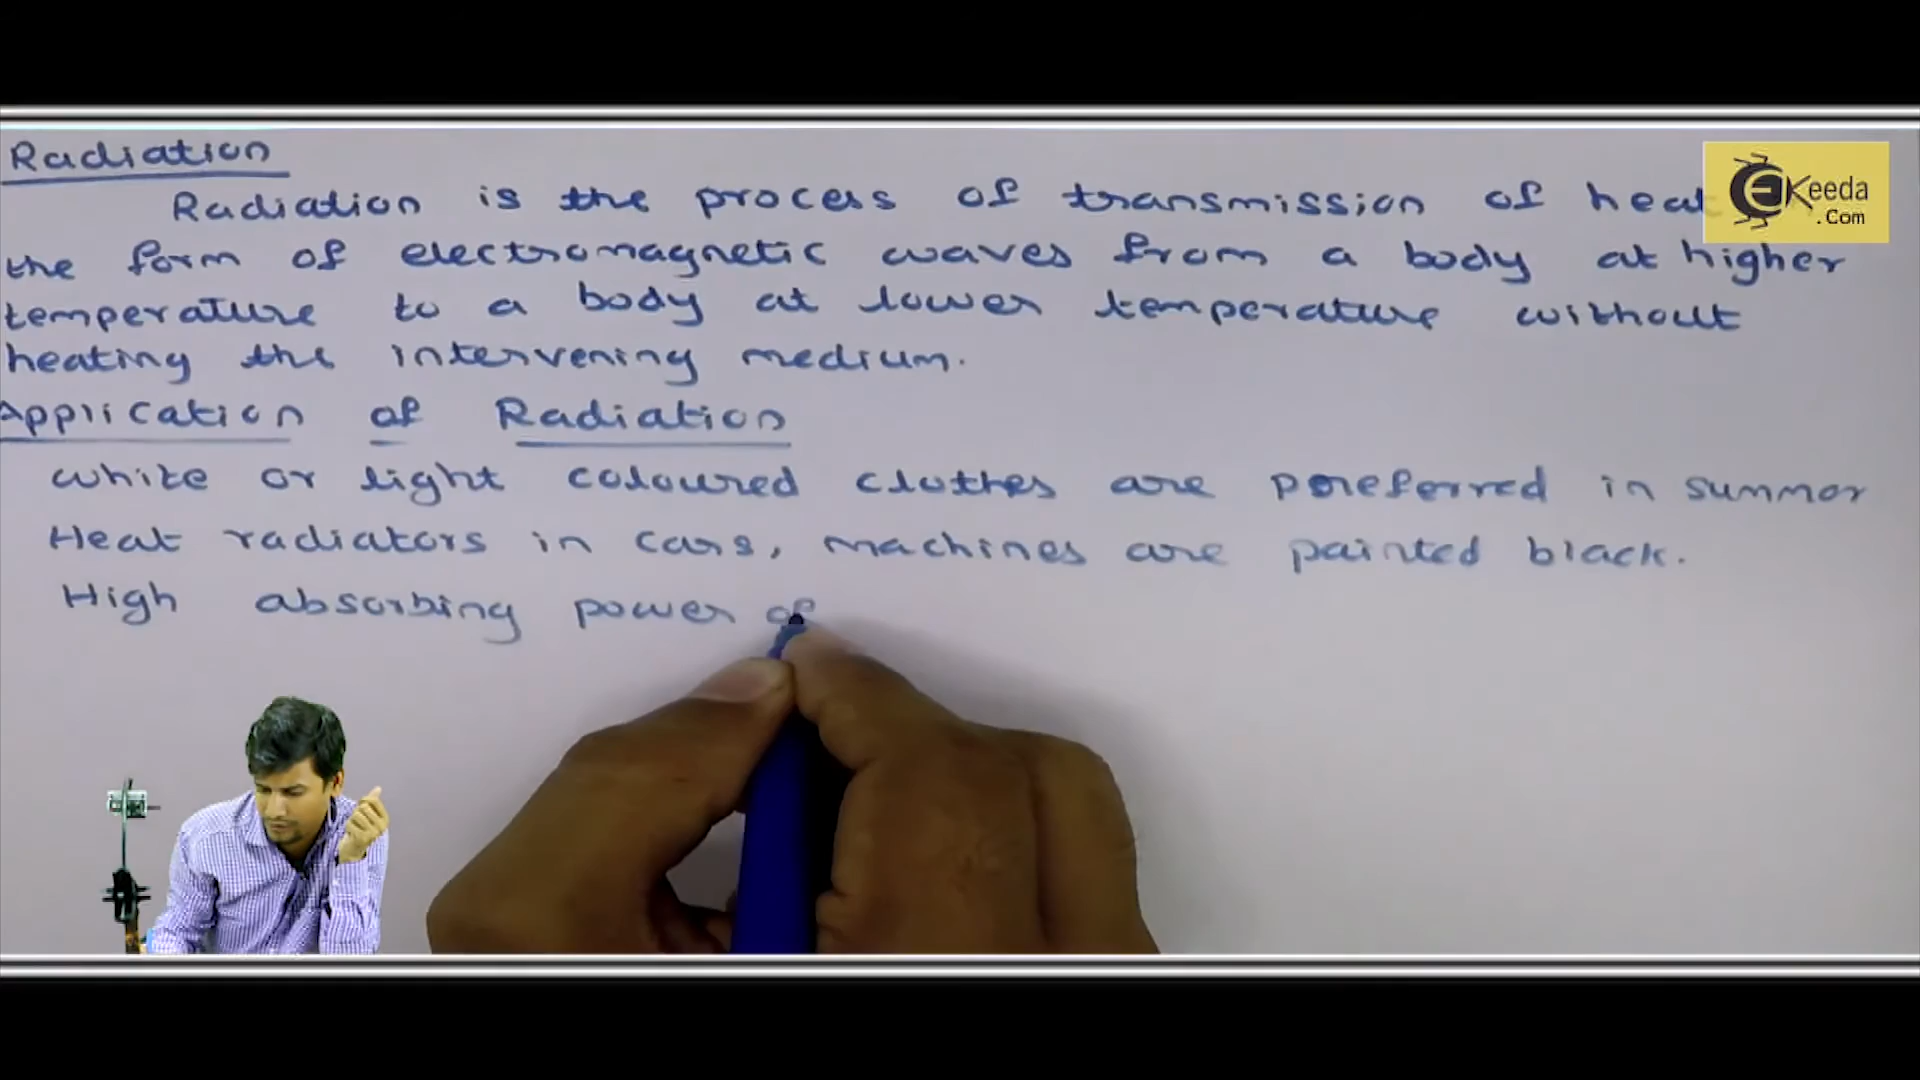 Radiation
Radiation is the process of transmission of heat
the form of electromagnetic waves from a body at higher
temperature to a body at lower temperature without
heating the intervening medium.
Application of Radiation
white or light coloured clothes are preferred in summer
Heat radiators in cars, machines are painted black.
High absorbing power of
eKeeda
.Com